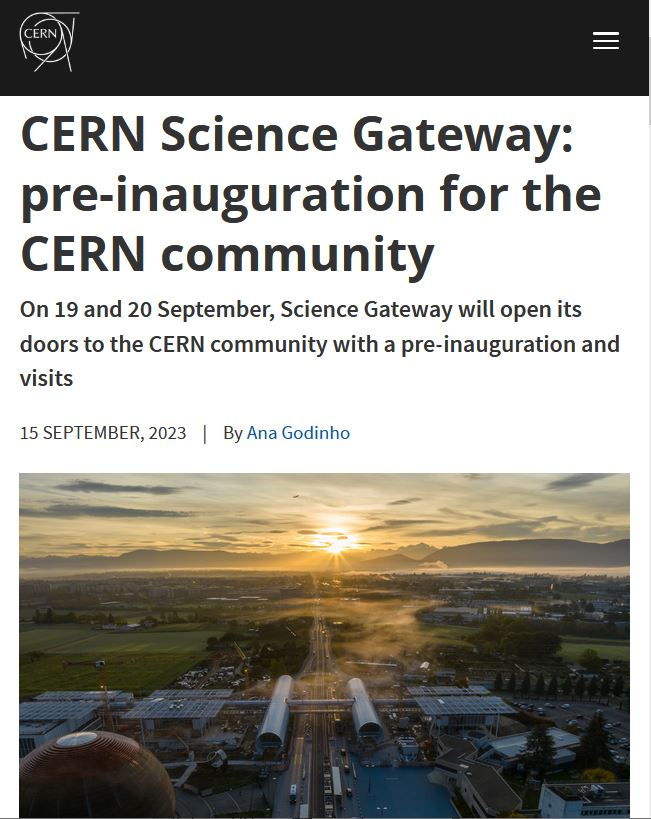 CERN
CERN Science Gateway:
pre-inauguration for the
CERN community
On 19 and 20 September, Science Gateway will open its
doors to the CERN community with a pre-inauguration and
visits
15 SEPTEMBER, 2023 | By Ana Godinho